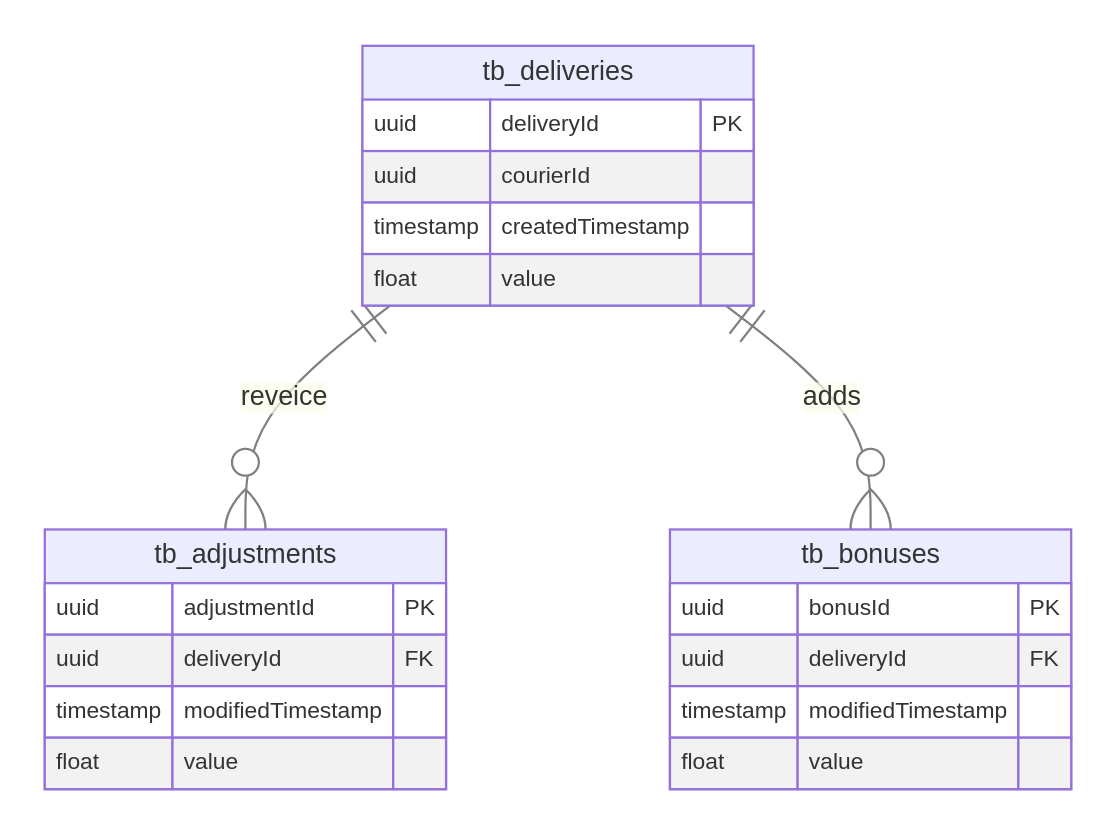 tb_deliveries
uuid deliveryId PK
uuid courierId
timestamp createdTimestamp
float value
reveice
adds
tb_adjustments
uuid adjustmentId PK
uuid deliveryId FK
timestamp modifiedTimestamp
float value
tb_bonuses
uuid bonusId PK
uuid deliveryId FK
timestamp modifiedTimestamp
float value